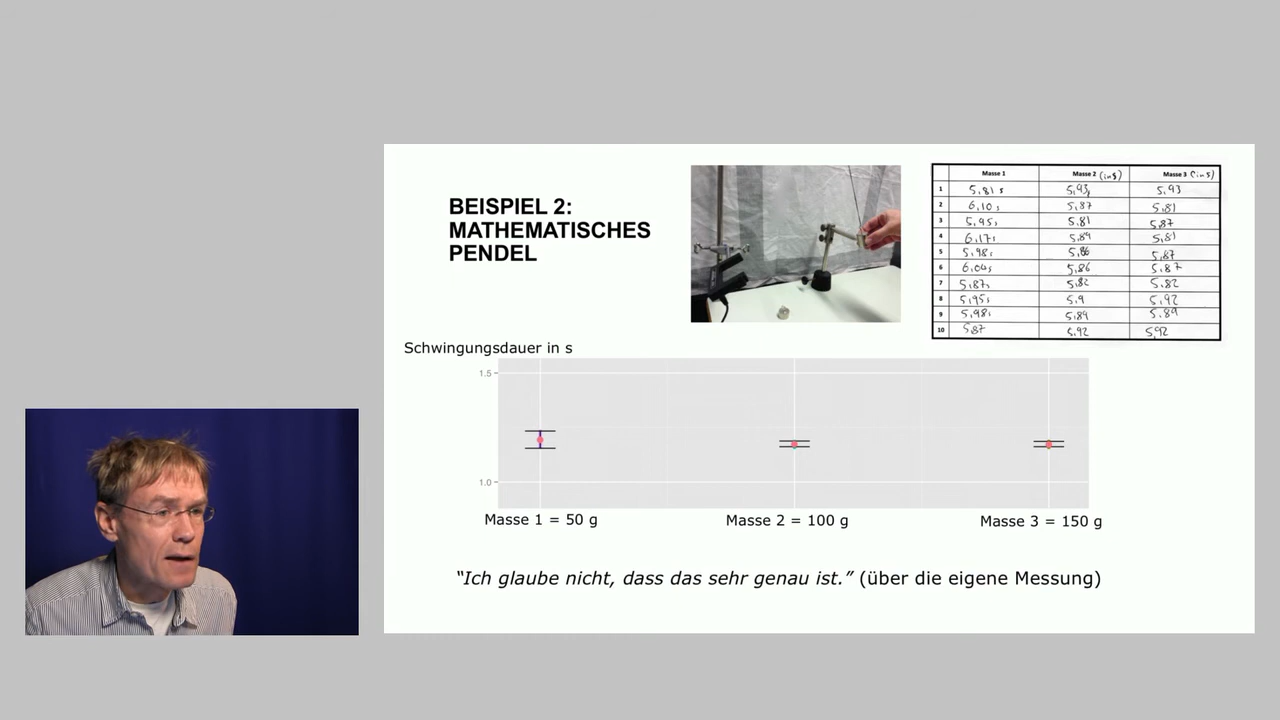 BEISPIEL 2:
MATHEMATISCHES
PENDEL
Masse 1 Masse 2 (in s) Masse 3 (in s)
1 5,81 s 5,93 5,93
2 6,10 s 5,87 5,81
3 5,95 s 5,81 5,87
4 6,17 s 5,89 5,81
5 5,98 s 5,86 5,87
6 6,04 s 5,86 5,87
7 5,87 s 5,82 5,82
8 5,95 s 5,9 5,92
9 5,98 s 5,89 5,89
10 5,87 5,92 5,92
Schwingungsdauer in s
1.5
1.0
Masse 1 = 50 g Masse 2 = 100 g Masse 3 = 150 g
“Ich glaube nicht, dass das sehr genau ist.” (über die eigene Messung)